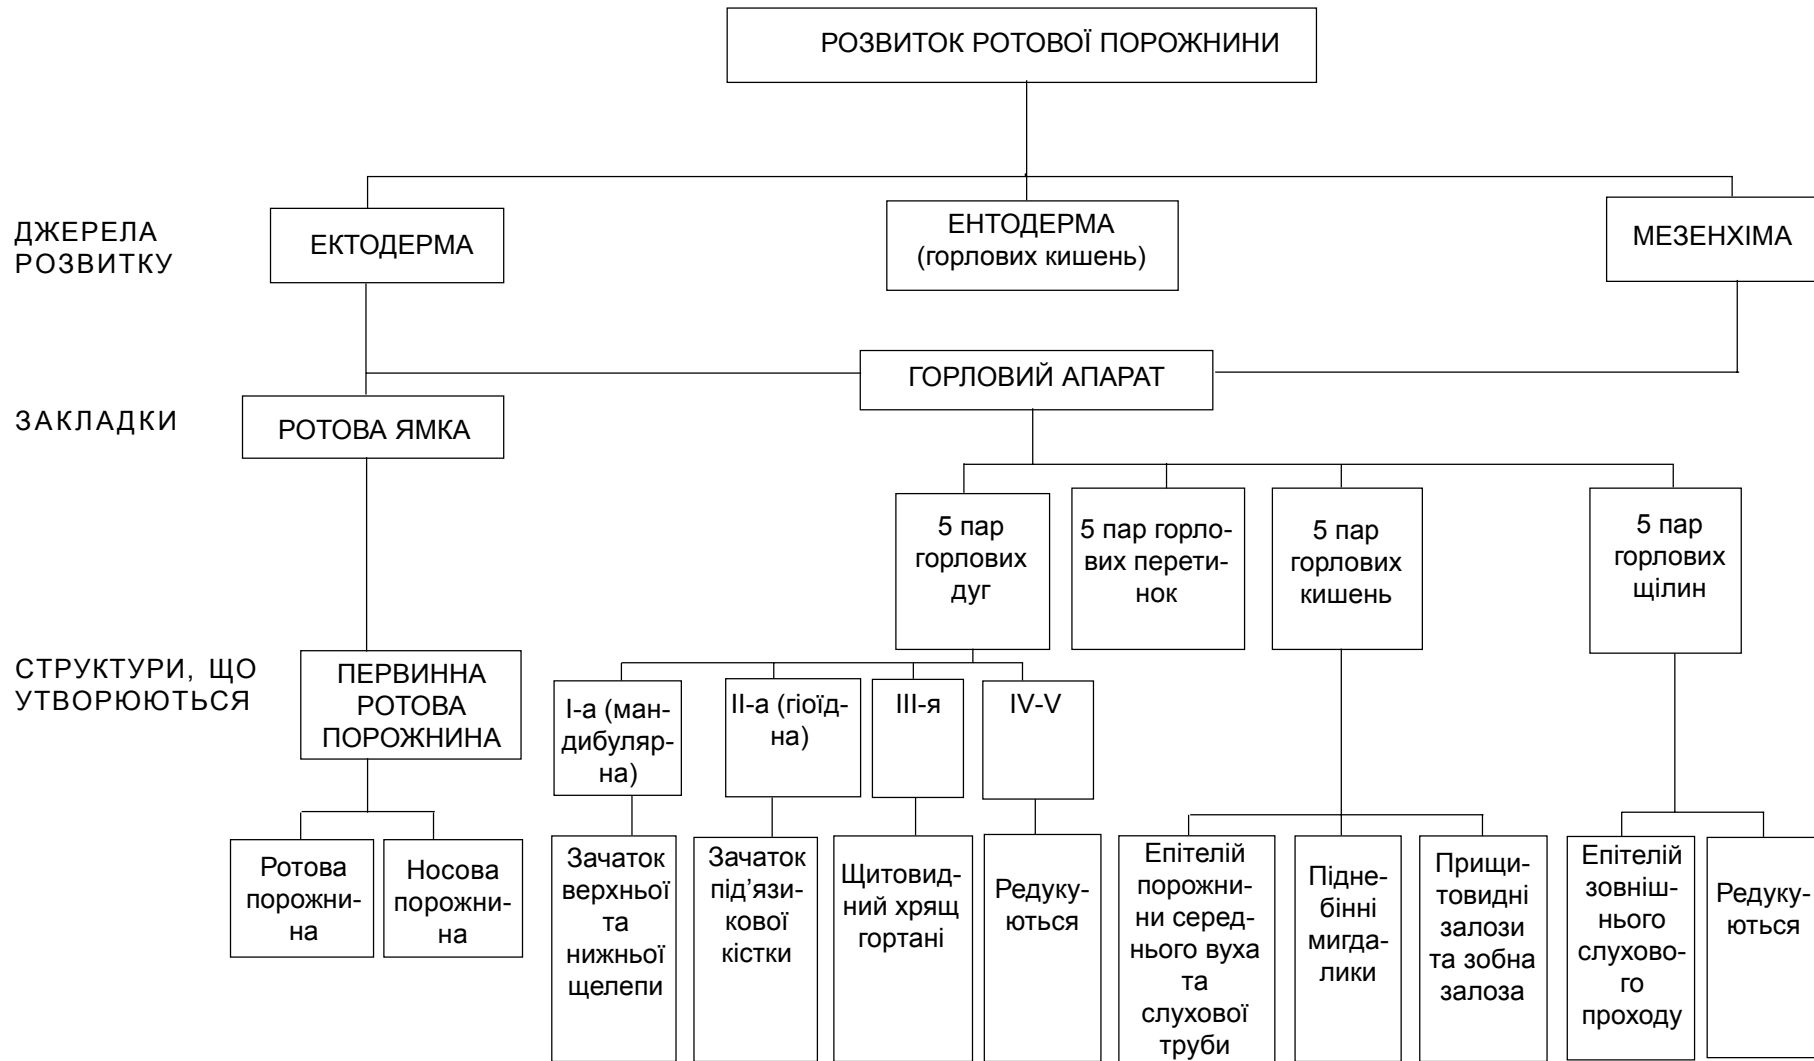 РОЗВИТОК РОТОВОЇ ПОРОЖНИНИ
ДЖЕРЕЛА
РОЗВИТКУ
ЕКТОДЕРМА
ЕНТОДЕРМА
(горлових кишень)
МЕЗЕНХІМА
ЗАКЛАДКИ
РОТОВА ЯМКА
ГОРЛОВИЙ АПАРАТ
5 пар
горлових
дуг
5 пар горло-
вих перети-
нок
5 пар
горлових
кишень
5 пар
горлових
щілин
СТРУКТУРИ, ЩО
УТВОРЮЮТЬСЯ
ПЕРВИННА
РОТОВА
ПОРОЖНИНА
I-а (ман-
дибуляр-
на)
II-а (гіоїд-
на)
III-я
IV-V
Ротова
порожни-
на
Носова
порожни-
на
Зачаток
верхньої
та
нижньої
щелепи
Зачаток
під’язи-
кової
кістки
Щитовид-
ний хрящ
гортані
Редуку-
ються
Епітелій
порожни-
ни серед-
нього вуха
та
слухової
труби
Підне-
бінні
мигда-
лики
Прищи-
товидні
залози
та зобна
залоза
Епітелій
зовніш-
нього
слухово-
го
проходу
Редуку-
ються